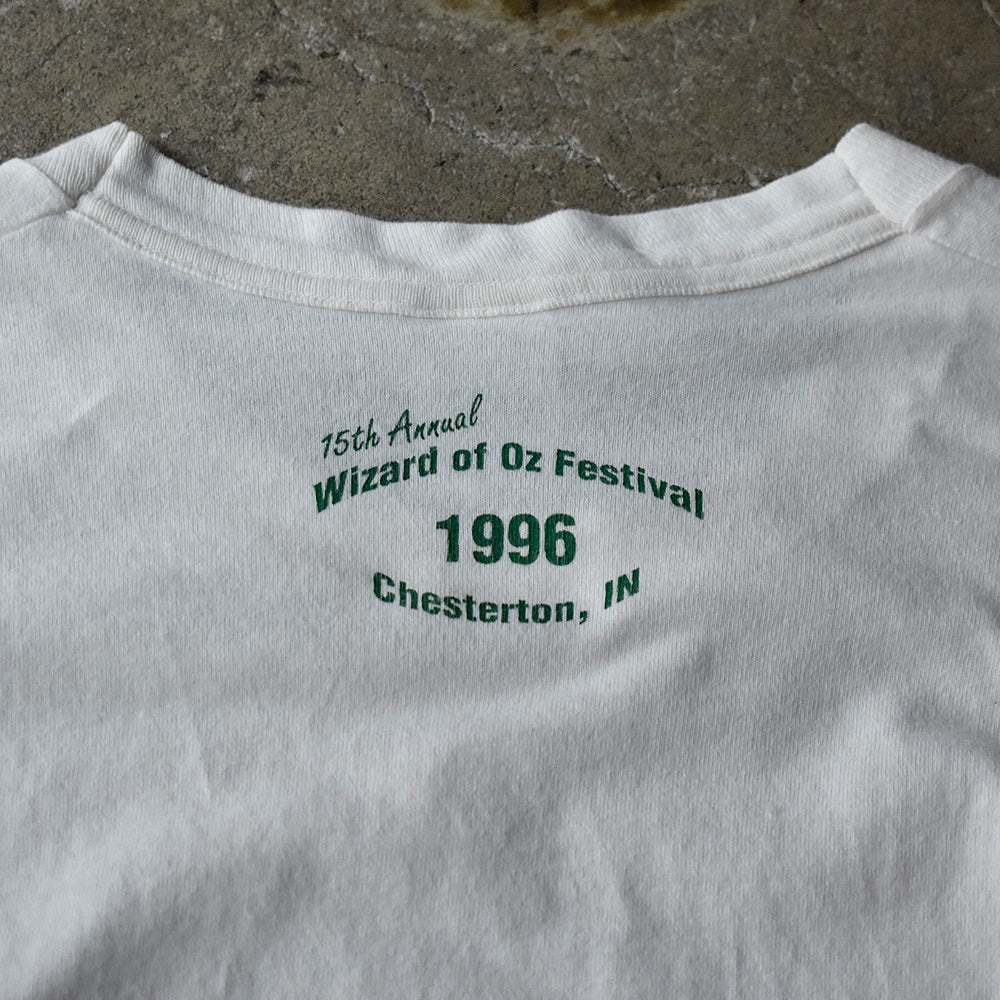 15th Annual
Wizard of Oz Festival
1996
Chesterton, IN